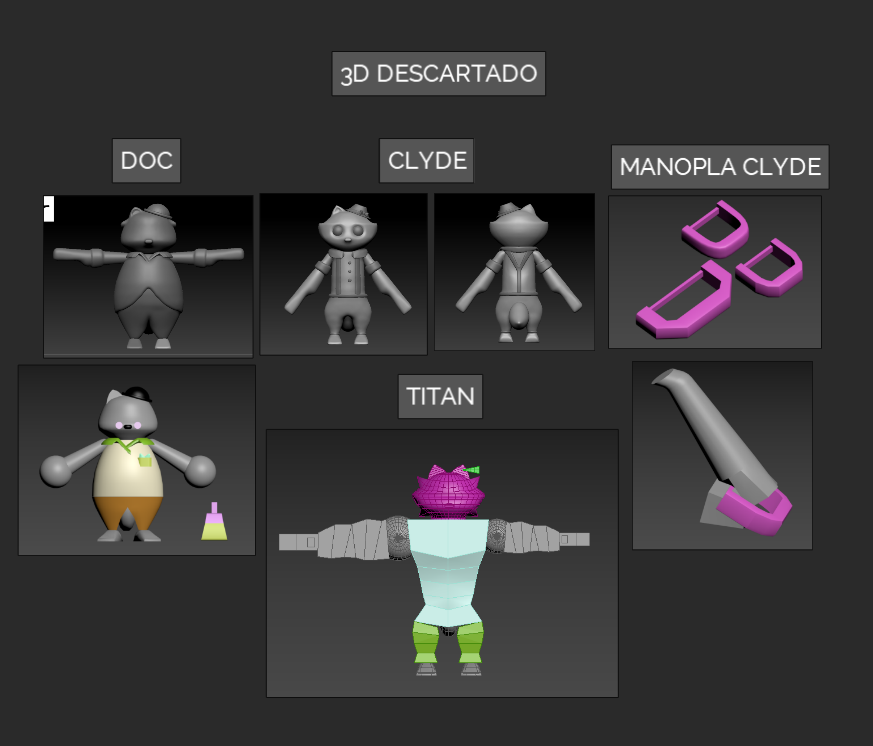 3D DESCARTADO
DOC
CLYDE
MANOPLA CLYDE
TITAN